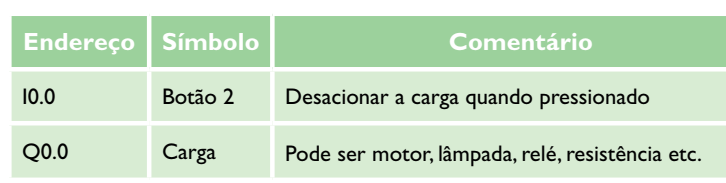 Endereço Símbolo Comentário
I0.0 Botão 2 Desacionar a carga quando pressionado
Q0.0 Carga Pode ser motor, lâmpada, relé, resistência etc.